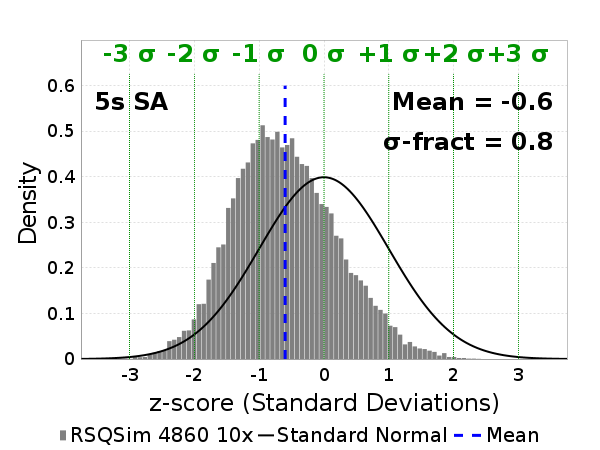 -3 σ -2 σ -1 σ 0 σ +1 σ +2 σ +3 σ
5s SA
Mean = -0.6
σ-fract = 0.8
Density
0.6
0.5
0.4
0.3
0.2
0.1
0
-3 -2 -1 0 1 2 3
z-score (Standard Deviations)
RSQSim 4860 10x Standard Normal Mean